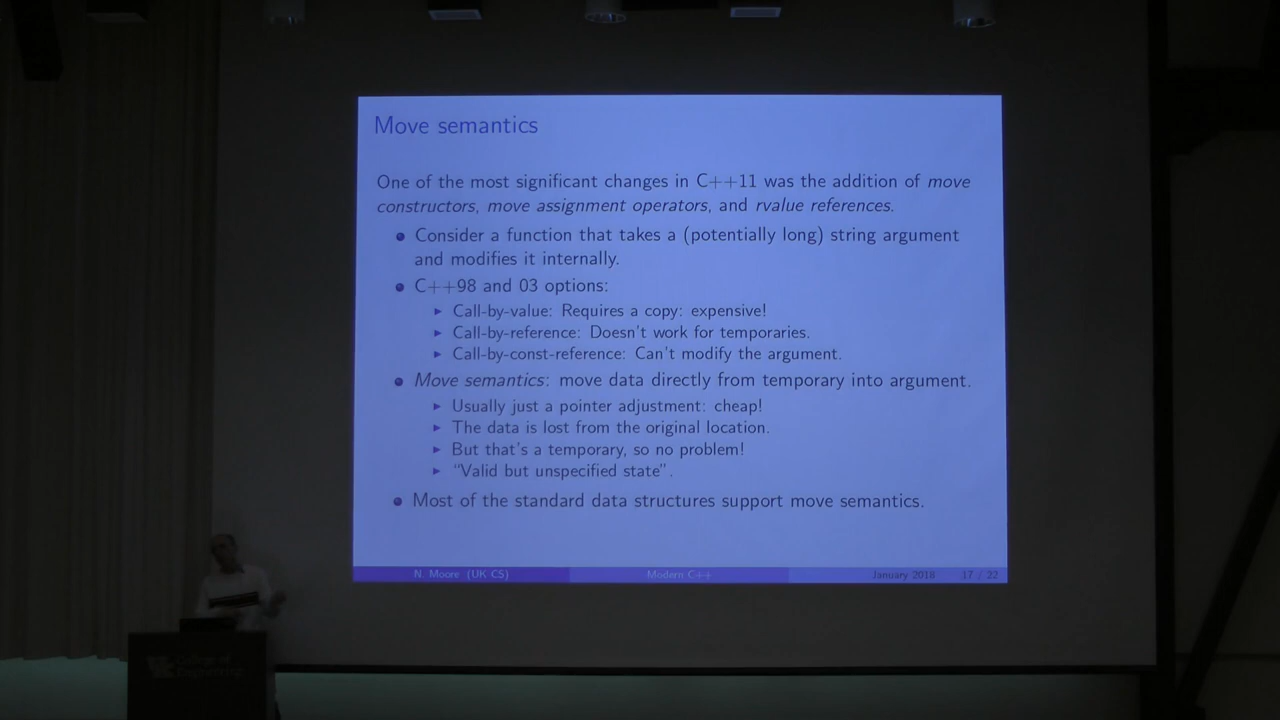 Move semantics
One of the most significant changes in C++11 was the addition of move
constructors, move assignment operators, and rvalue references.
Consider a function that takes a (potentially long) string argument
and modifies it internally.
C++98 and 03 options:
Call-by-value: Requires a copy: expensive!
Call-by-reference: Doesn't work for temporaries.
Call-by-const-reference: Can't modify the argument.
Move semantics: move data directly from temporary into argument.
Usually just a pointer adjustment: cheap!
The data is lost from the original location.
But that's a temporary, so no problem!
"Valid but unspecified state".
Most of the standard data structures support move semantics.
N. Moore (UK CS) Modern C++ January 2018 17 / 22
College of
Engineering